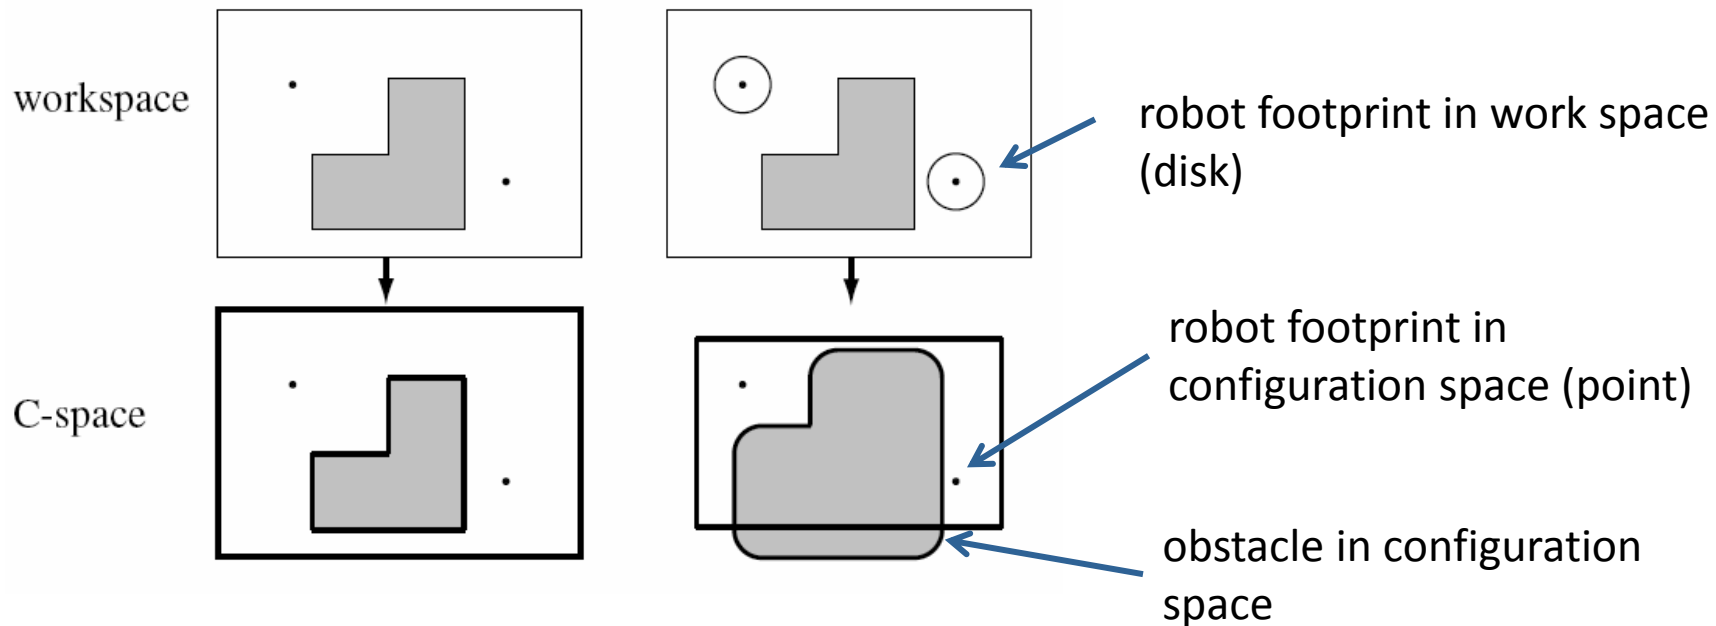 workspace
robot footprint in work space
(disk)
robot footprint in
configuration space (point)
C-space
obstacle in configuration
space